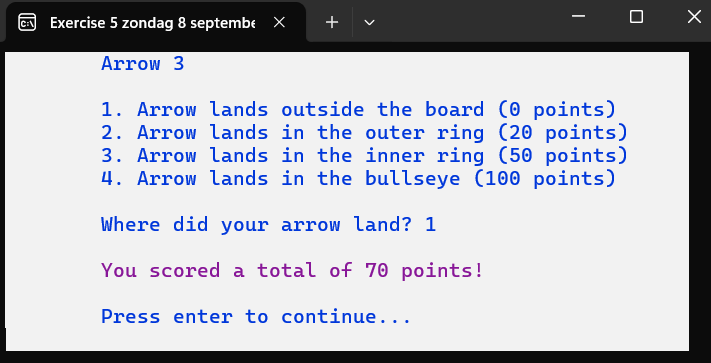 Exercise 5 zondag 8 septembe
Arrow 3
1. Arrow lands outside the board (0 points)
2. Arrow lands in the outer ring (20 points)
3. Arrow lands in the inner ring (50 points)
4. Arrow lands in the bullseye (100 points)
Where did your arrow land? 1
You scored a total of 70 points!
Press enter to continue...